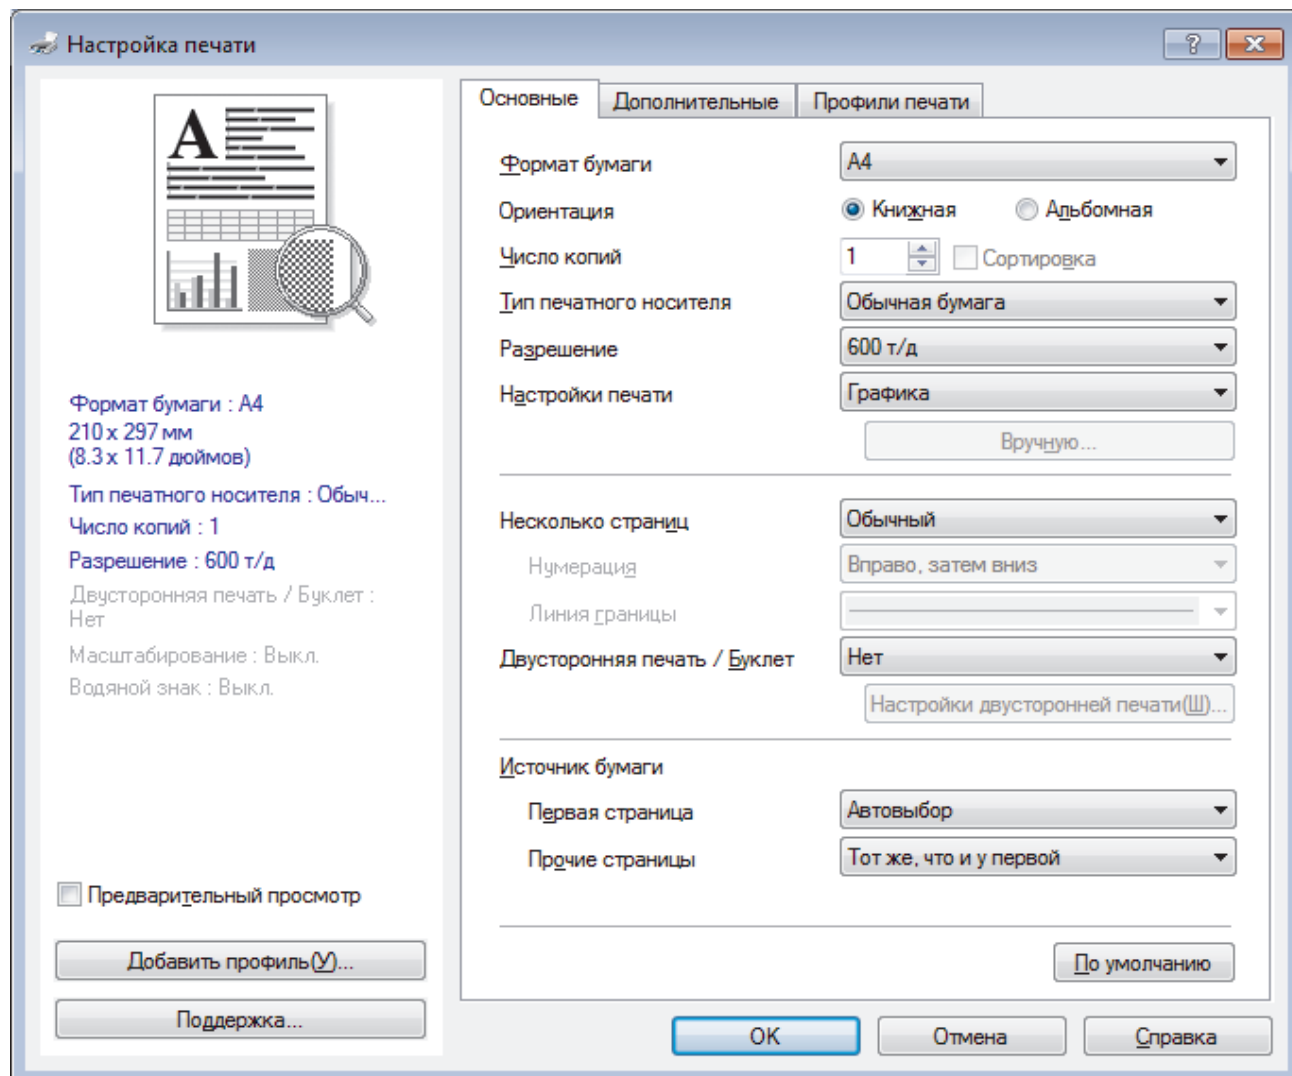 Настройка печати
A
Формат бумаги : A4
210 x 297 мм
(8.3 x 11.7 дюймов)
Тип печатного носителя : Обыч...
Число копий : 1
Разрешение : 600 т/д
Двусторонняя печать / Буклет :
Нет
Масштабирование : Выкл.
Водяной знак : Выкл.
Предварительный просмотр
Добавить профиль(У)...
Поддержка...
Основные Дополнительные Профили печати
Формат бумаги A4
Ориентация Книжная Альбомная
Число копий 1 Сортировка
Тип печатного носителя Обычная бумага
Разрешение 600 т/д
Настройки печати Графика
Вручную...
Несколько страниц Обычный
Нумерация Вправо, затем вниз
Линия границы
Двусторонняя печать / Буклет Нет
Настройки двусторонней печати(Ш)...
Источник бумаги
Первая страница Автовыбор
Прочие страницы Тот же, что и у первой
По умолчанию
OK Отмена Справка